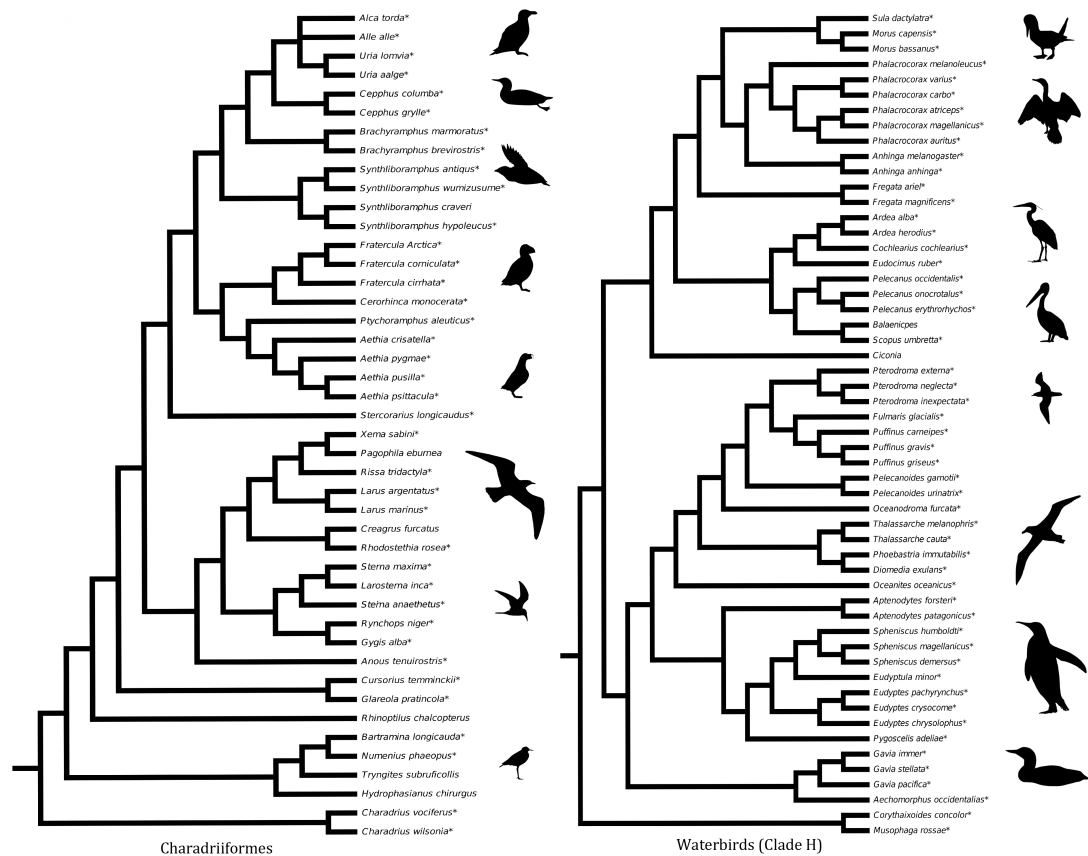 Alca torda*
Alle alle*
Uria lomvia*
Uria aalge*
Cepphus columba*
Cepphus grylle*
Brachyramphus marmoratus*
Brachyramphus brevirostris*
Synthliboramphus antiqus*
Synthliboramphus wumizusume*
Synthliboramphus craveri
Synthliboramphus hypoleucus*
Fratercula Arctica*
Fratercula corniculata*
Fratercula cirrhata*
Cerorhinca monocerata*
Ptychoramphus aleuticus*
Aethia crisatella*
Aethia pygmae*
Aethia pusilla*
Aethia psittacula*
Stercorarius longicaudus*
Xema sabini*
Pagophila eburnea
Rissa tridactyla*
Larus argentatus*
Larus marinus*
Creagrus furcatus
Rhodostethia rosea*
Sterna maxima*
Larosterna inca*
Sterna anaethetus*
Rynchops niger*
Gygis alba*
Anous tenuirostris*
Cursorius temminckii*
Glareola pratincola*
Rhinoptilus chalcopterus
Bartramina longicauda*
Numenius phaeopus*
Tryngites subruficollis
Hydrophasianus chirurgus
Charadrius vociferus*
Charadrius wilsonia*
Charadriiformes
Sula dactylatra*
Morus capensis*
Morus bassanus*
Phalacrocorax melanoleucus*
Phalacrocorax varius*
Phalacrocorax carbo*
Phalacrocorax atriceps*
Phalacrocorax magellanicus*
Phalacrocorax auritus*
Anhinga melanogaster*
Anhinga anhinga*
Fregata ariel*
Fregata magnificens*
Ardea alba*
Ardea herodius*
Cochlearius cochlearius*
Eudocimus ruber*
Pelecanus occidentalis*
Pelecanus onocrotalus*
Pelecanus erythrorhychos*
Balaenicpes
Scopus umbretta*
Ciconia
Pterodroma externa*
Pterodroma neglecta*
Pterodroma inexpectata*
Fulmaris glacialis*
Puffinus carneipes*
Puffinus gravis*
Puffinus griseus*
Pelecanoides garnotii*
Pelecanoides urinatrix*
Oceanodroma furcata*
Thalassarche melanophris*
Thalassarche cauta*
Phoebastria immutabilis*
Diomedia exulans*
Oceanites oceanicus*
Aptenodytes forsteri*
Aptenodytes patagonicus*
Spheniscus humboldti*
Spheniscus magellanicus*
Spheniscus demersus*
Eudyptula minor*
Eudyptes pachyrynchus*
Eudyptes crysocome*
Eudyptes chrysolophus*
Pygoscelis adeliae*
Gavia immer*
Gavia stellata*
Gavia pacifica*
Aechomorphus occidentalias*
Corythaixoides concolor*
Musophaga rossae*
Waterbirds (Clade H)